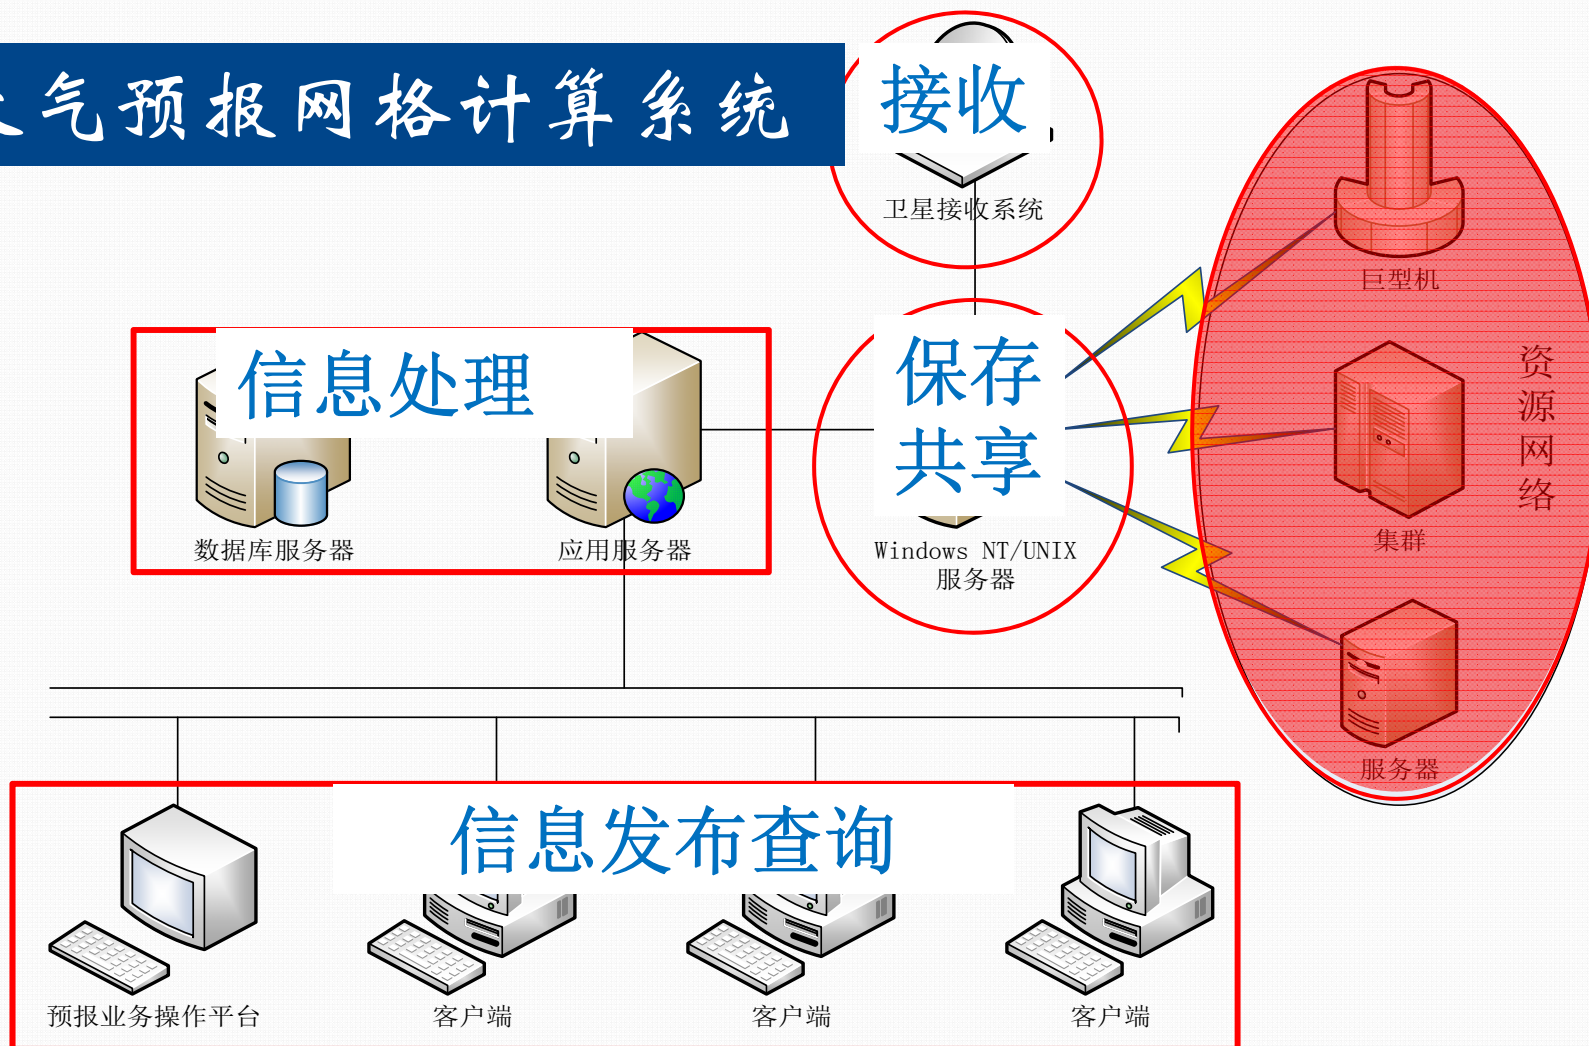 气预报网格计算系统
接收
卫星接收系统
巨型机
信息处理
保存
共享
资源网络
数据库服务器
应用服务器
Windows NT/UNIX
服务器
集群
服务器
信息发布查询
预报业务操作平台
客户端
客户端
客户端